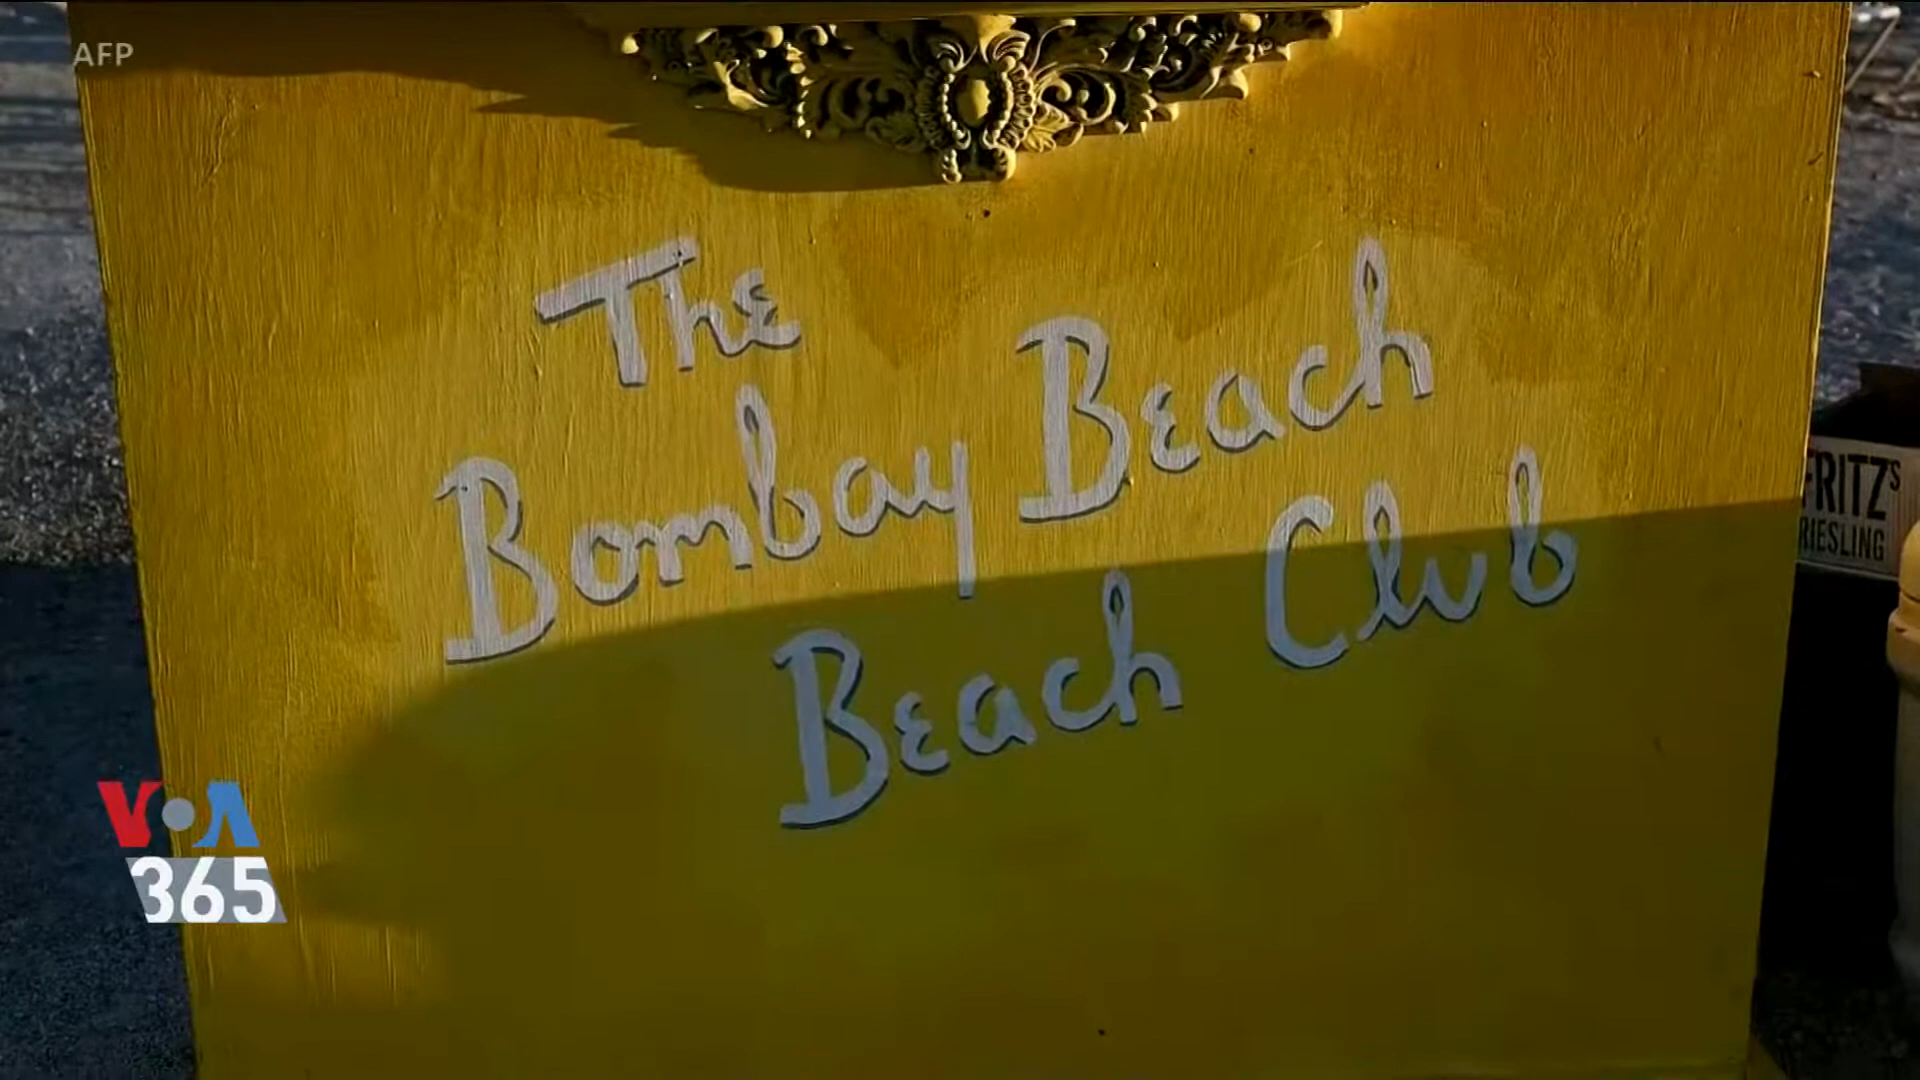 AFP
The
Bombay Beach
Beach Club
FRITZ'S
RIESLING
VOA
365